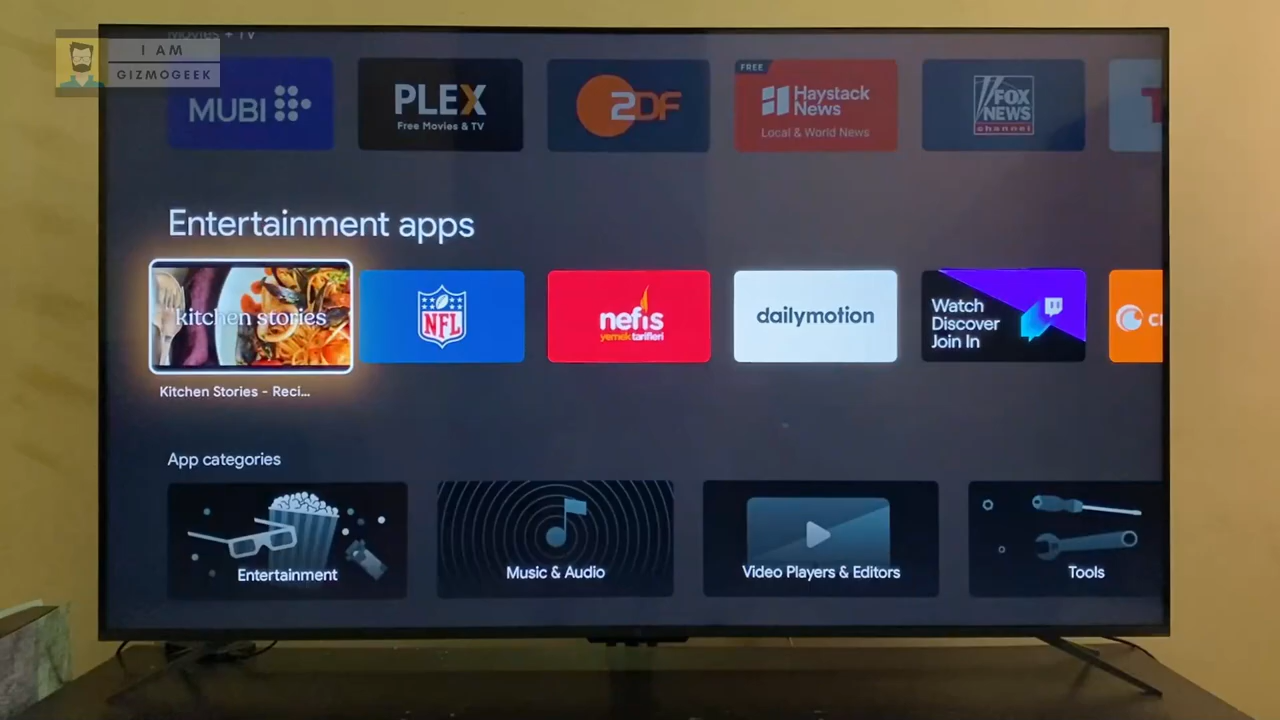 Movies + TV
I AM
GIZMOGEEK
MUBI
PLEX
Free Movies & TV
2DF
FREE
Haystack
News
Local & World News
FOX
NEWS
channel
Entertainment apps
kitchen stories
NFL
nefis
yemek tarifleri
dailymotion
Watch
Discover
Join In
Kitchen Stories - Reci...
App categories
Entertainment
Music & Audio
Video Players & Editors
Tools